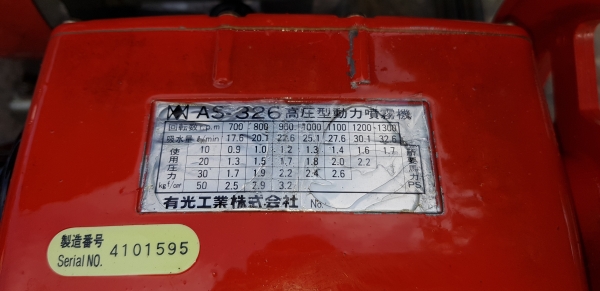 AS-326 高圧型動力噴霧機
回転数r.p.m 700 800 900 1000 1100 1200 1300
吸水量 ℓ/min 17.6 20.1 22.6 25.1 27.6 30.1 32.6
使用圧力 kgf/cm² 所要馬力 PS
10 0.9 1.0 1.2 1.3 1.4 1.6 1.7
20 1.3 1.5 1.7 1.8 2.0 2.2
30 1.7 1.9 2.2 2.4 2.6
50 2.5 2.9 3.2
有光工業株式会社 No.
製造番号 4101595
Serial NO.